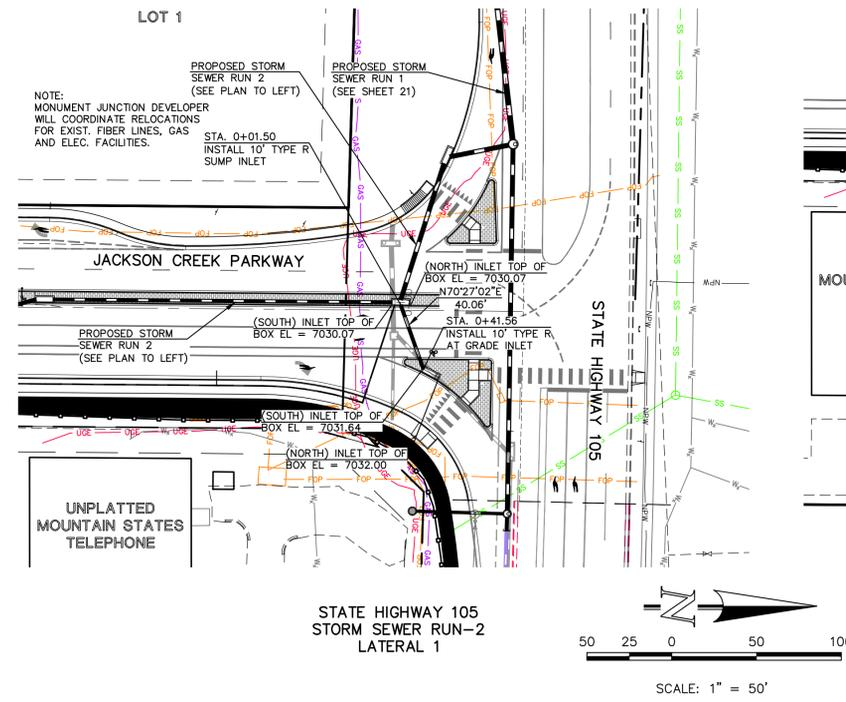 LOT 1
PROPOSED STORM
SEWER RUN 2
(SEE PLAN TO LEFT)
PROPOSED STORM
SEWER RUN 1
(SEE SHEET 21)
NOTE:
MONUMENT JUNCTION DEVELOPER
WILL COORDINATE RELOCATIONS
FOR EXIST. FIBER LINES, GAS
AND ELEC. FACILITIES.
STA. 0+01.50
INSTALL 10' TYPE R
SUMP INLET
JACKSON CREEK PARKWAY
(NORTH) INLET TOP OF
BOX EL = 7030.07
N70°27'02"E
40.06'
(SOUTH) INLET TOP OF
BOX EL = 7030.07
STA. 0+41.56
INSTALL 10' TYPE R
AT GRADE INLET
PROPOSED STORM
SEWER RUN 2
(SEE PLAN TO LEFT)
STATE HIGHWAY 105
(SOUTH) INLET TOP OF
BOX EL = 7031.64
(NORTH) INLET TOP OF
BOX EL = 7032.00
UNPLATTED
MOUNTAIN STATES
TELEPHONE
STATE HIGHWAY 105
STORM SEWER RUN-2
LATERAL 1
N
50 25 0 50 100
SCALE: 1" = 50'